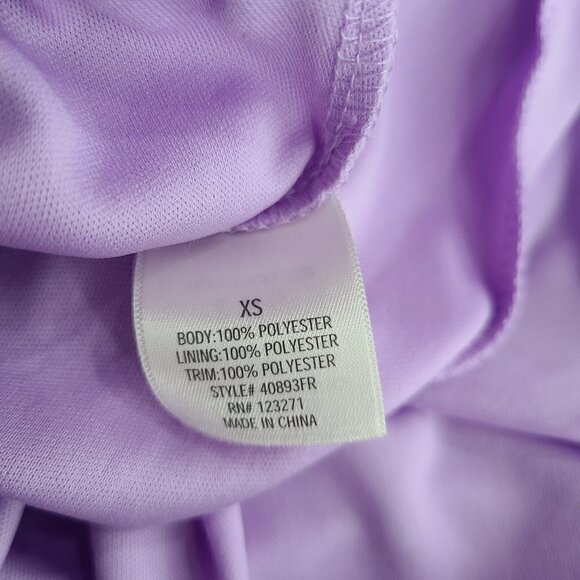 XS
BODY:100% POLYESTER
LINING:100% POLYESTER
TRIM:100% POLYESTER
STYLE# 40893FR
RN# 123271
MADE IN CHINA